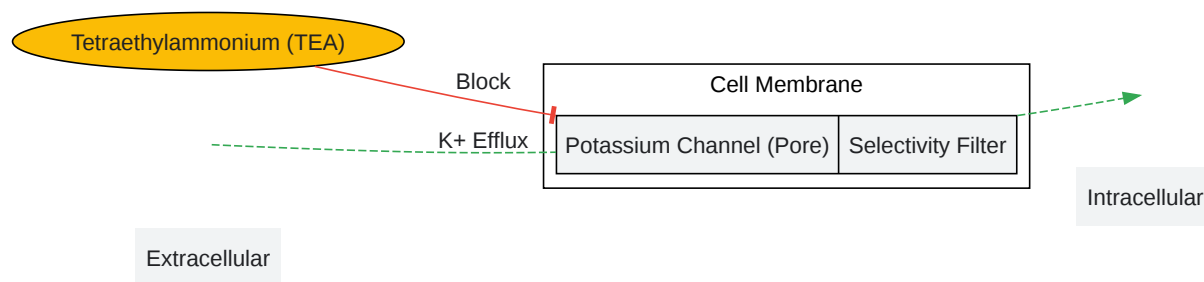 Tetraethylammonium (TEA)
Block
Cell Membrane
K+ Efflux
Potassium Channel (Pore)
Selectivity Filter
Intracellular
Extracellular